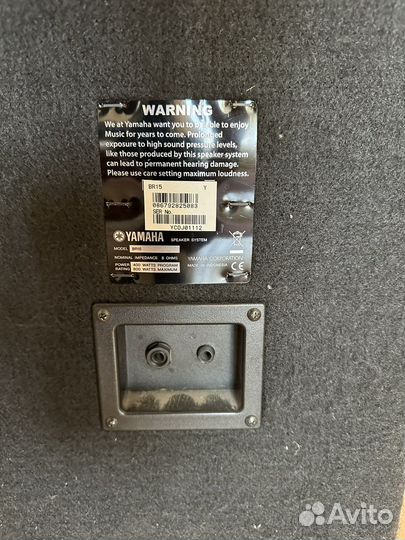 WARNING
We at Yamaha want you to be able to enjoy
Music for years to come. Prolonged
exposure to high sound pressure levels,
like those produced by this speaker system
can lead to permanent hearing damage.
Please use care setting maximum loudness.
BR15 Y
086792825083
SER No.
YCDJ01112
YAMAHA SPEAKER SYSTEM
MODEL BR15
NOMINAL IMPEDANCE 8 OHMS
POWER 400 WATTS PROGRAM
RATING 800 WATTS MAXIMUM
YAMAHA CORPORATION
MADE IN INDONESIA CE
Avito